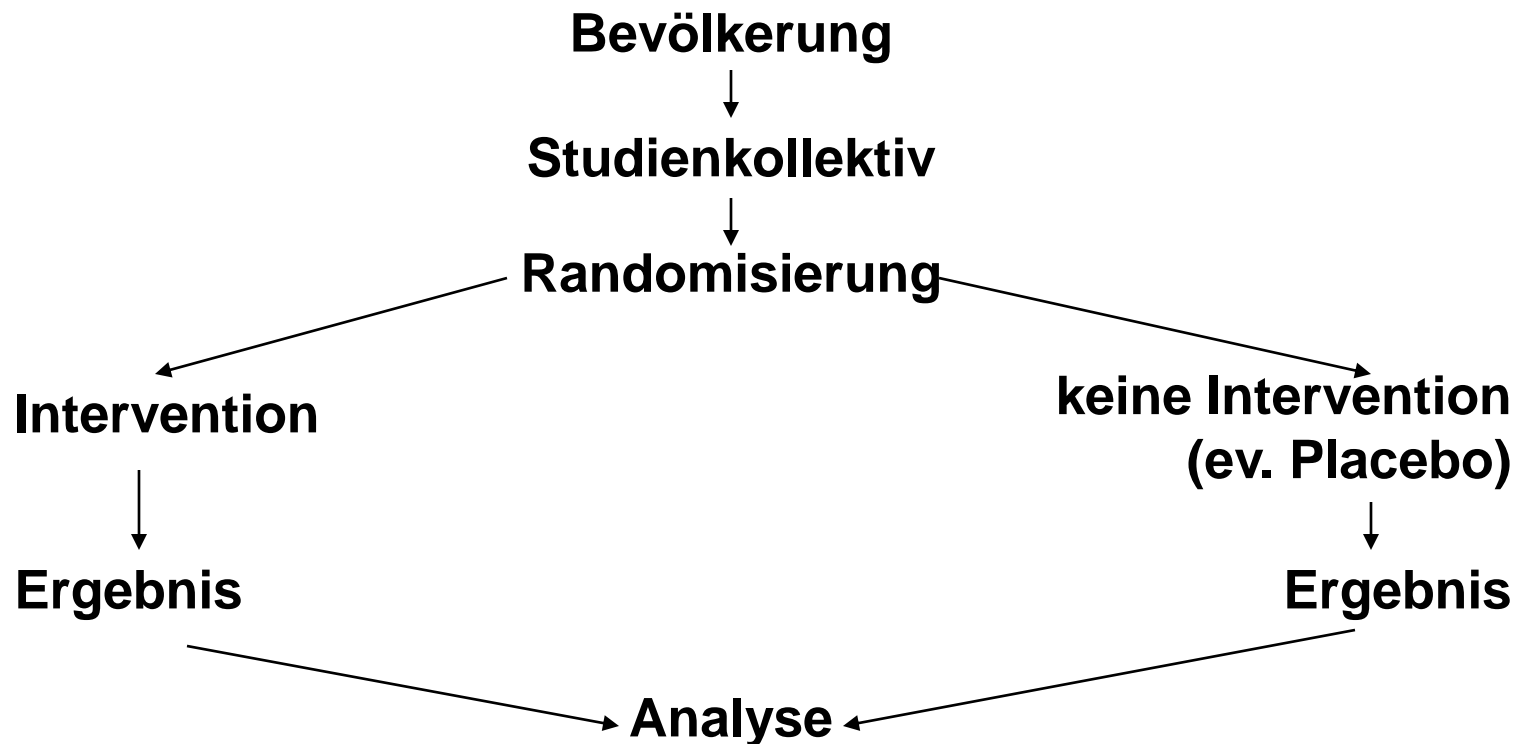 Bevölkerung
Studienkollektiv
Randomisierung
Intervention
keine Intervention
(ev. Placebo)
Ergebnis
Ergebnis
Analyse